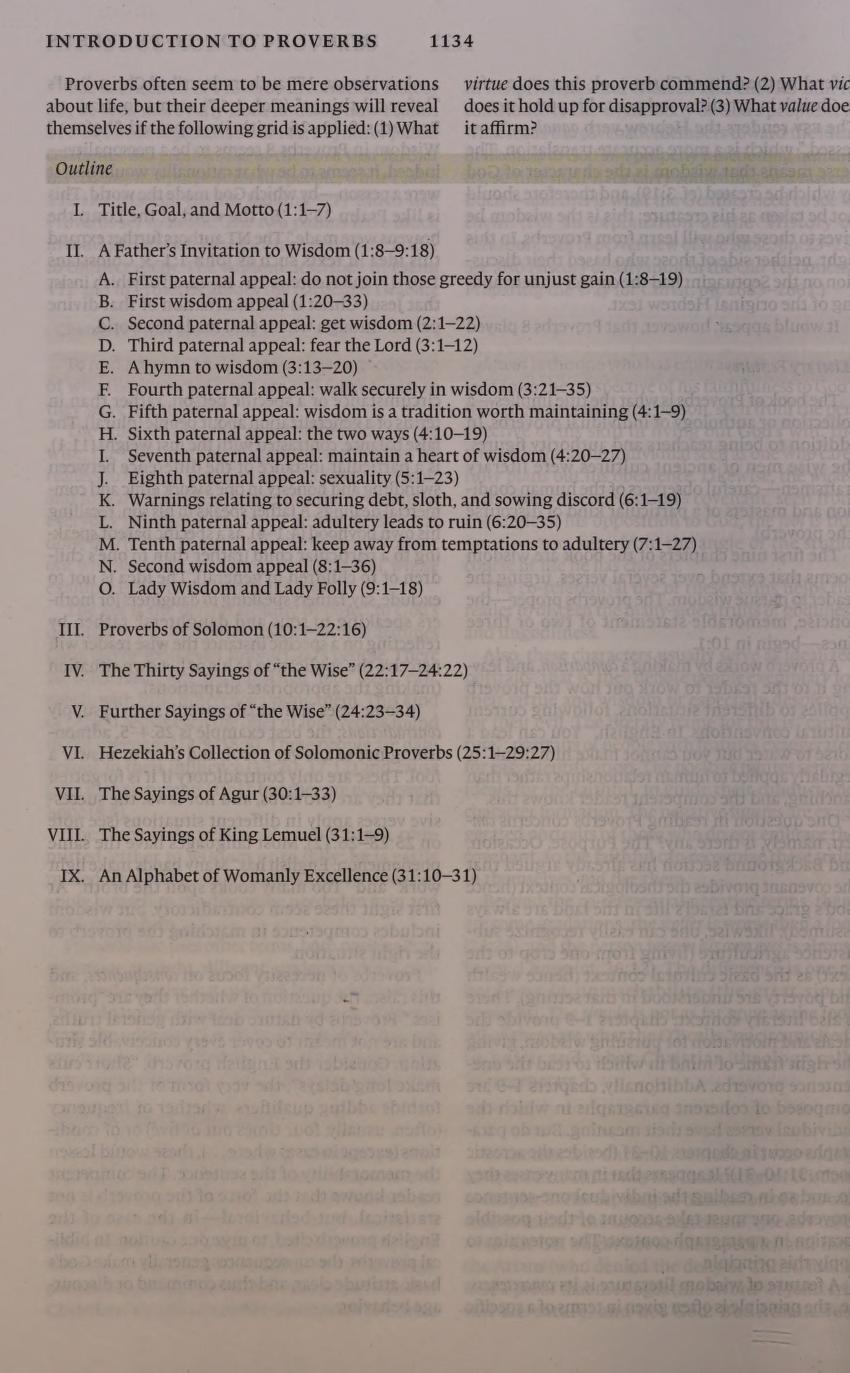 INTRODUCTION TO PROVERBS 1134
Proverbs often seem to be mere observations
about life, but their deeper meanings will reveal
themselves if the following grid is applied: (1) What
virtue does this proverb commend? (2) What vic
does it hold up for disapproval? (3) What value doe
it affirm?
Outline
I. Title, Goal, and Motto (1:1–7)
II. A Father's Invitation to Wisdom (1:8–9:18)
A. First paternal appeal: do not join those greedy for unjust gain (1:8–19)
B. First wisdom appeal (1:20–33)
C. Second paternal appeal: get wisdom (2:1–22)
D. Third paternal appeal: fear the Lord (3:1–12)
E. A hymn to wisdom (3:13–20)
F. Fourth paternal appeal: walk securely in wisdom (3:21–35)
G. Fifth paternal appeal: wisdom is a tradition worth maintaining (4:1–9)
H. Sixth paternal appeal: the two ways (4:10–19)
I. Seventh paternal appeal: maintain a heart of wisdom (4:20–27)
J. Eighth paternal appeal: sexuality (5:1–23)
K. Warnings relating to securing debt, sloth, and sowing discord (6:1–19)
L. Ninth paternal appeal: adultery leads to ruin (6:20–35)
M. Tenth paternal appeal: keep away from temptations to adultery (7:1–27)
N. Second wisdom appeal (8:1–36)
O. Lady Wisdom and Lady Folly (9:1–18)
III. Proverbs of Solomon (10:1–22:16)
IV. The Thirty Sayings of “the Wise” (22:17–24:22)
V. Further Sayings of “the Wise” (24:23–34)
VI. Hezekiah's Collection of Solomonic Proverbs (25:1–29:27)
VII. The Sayings of Agur (30:1–33)
VIII. The Sayings of King Lemuel (31:1–9)
IX. An Alphabet of Womanly Excellence (31:10–31)